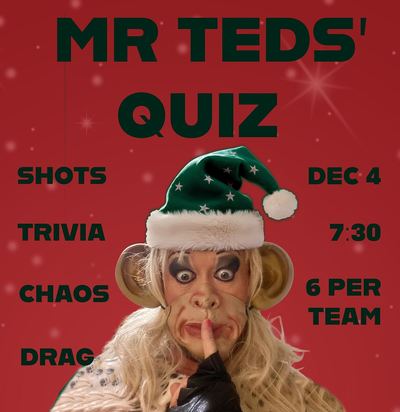 MR TEDS'
QUIZ
SHOTS
TRIVIA
CHAOS
DRAG
DEC 4
7:30
6 PER
TEAM